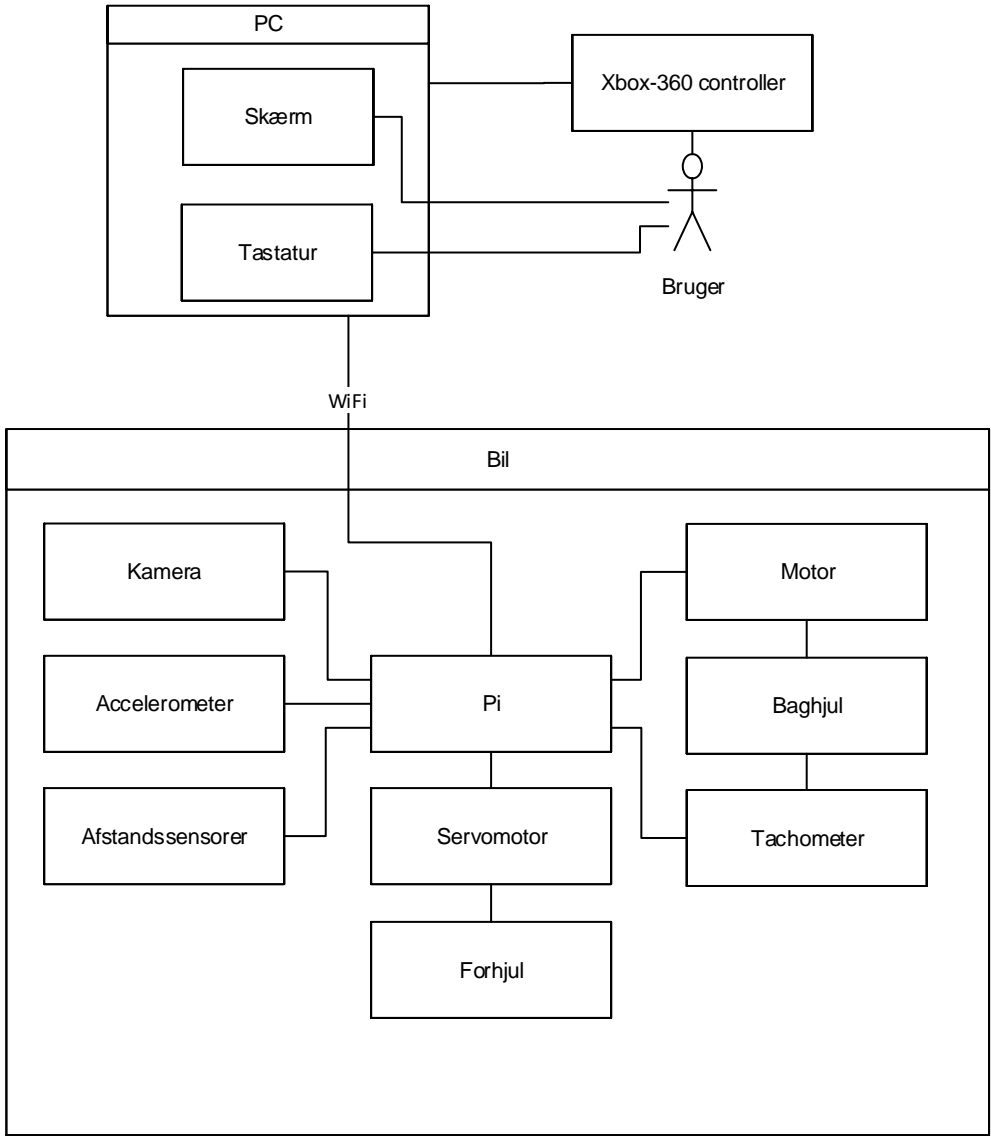 PC
Xbox-360 controller
Skærm
Tastatur
Bruger
WiFi
Bil
Kamera
Motor
Accelerometer
Pi
Baghjul
Afstandssensorer
Servomotor
Tachometer
Forhjul